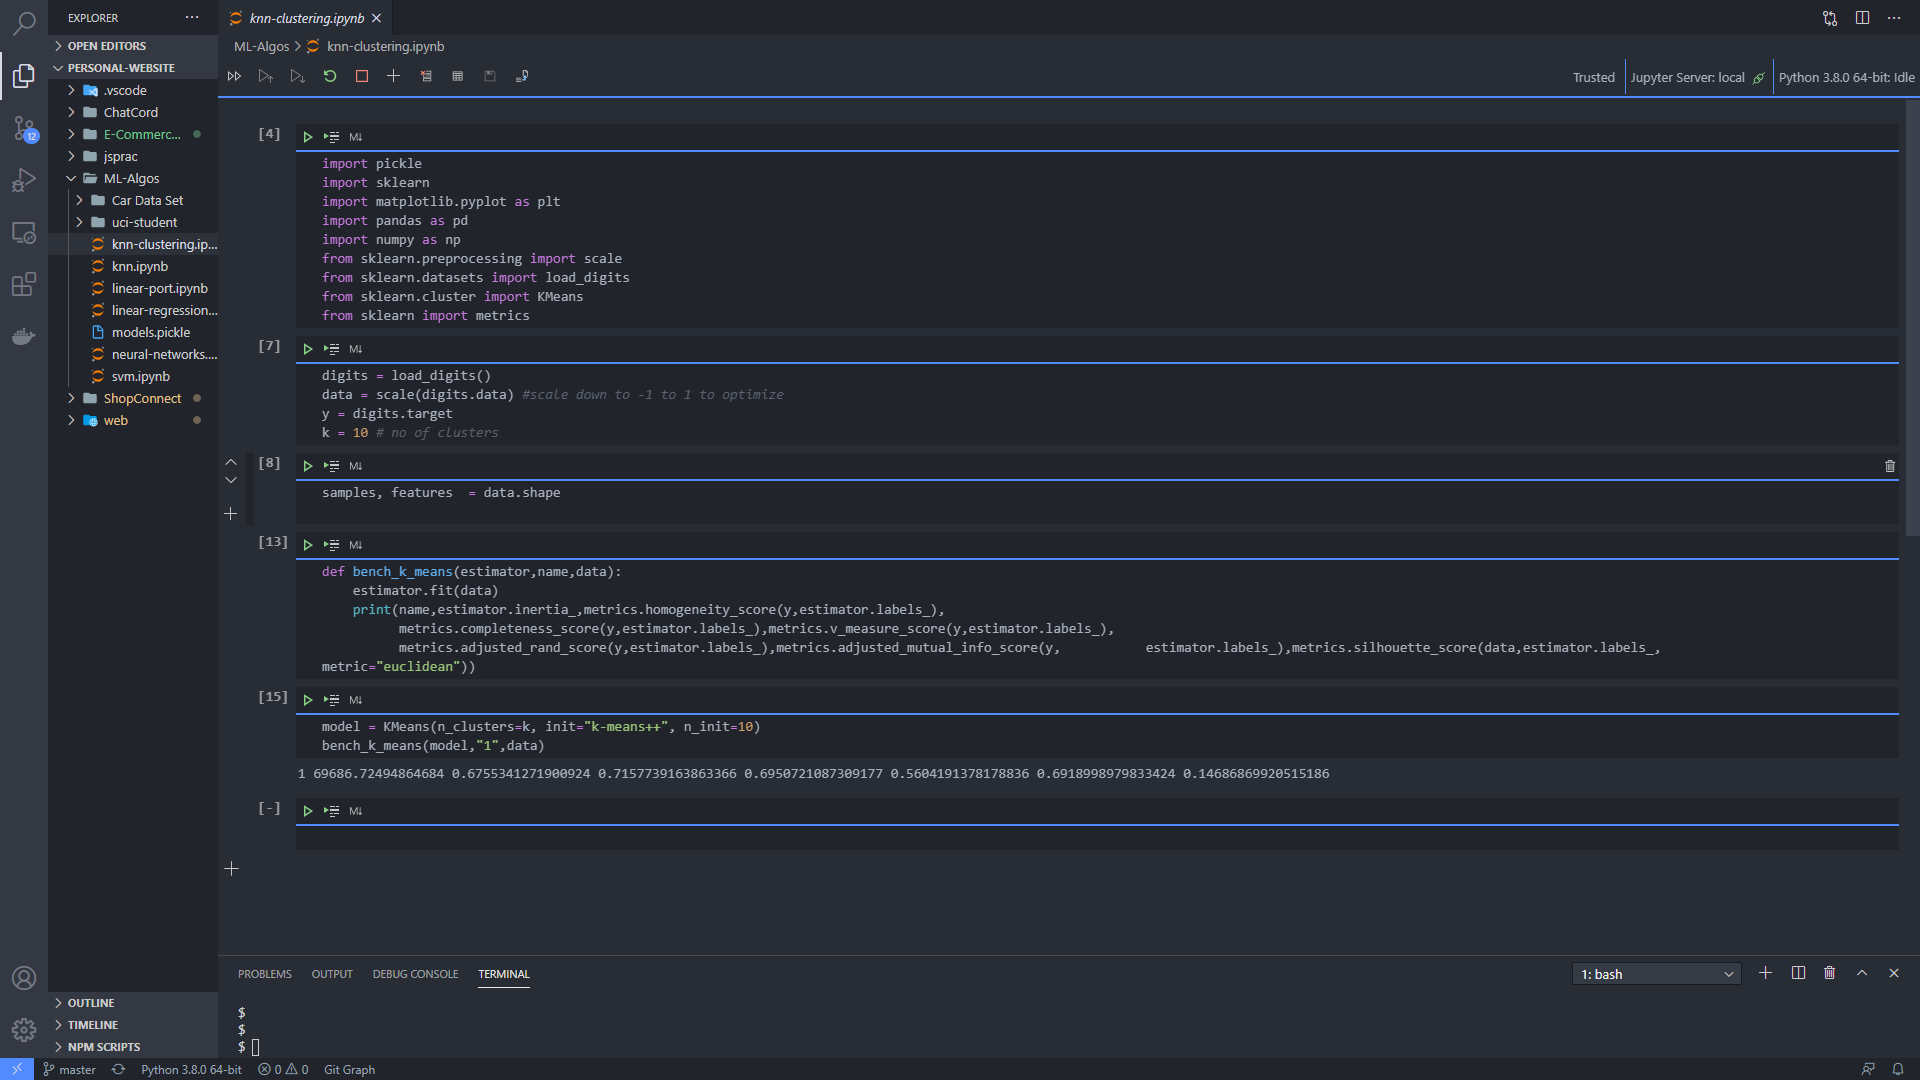 EXPLORER
knn-clustering.ipynb
OPEN EDITORS
PERSONAL-WEBSITE
.vscode
ChatCord
E-Commerc...
jsprac
ML-Algos
Car Data Set
uci-student
knn-clustering.ip...
knn.ipynb
linear-port.ipynb
linear-regression...
models.pickle
neural-networks....
svm.ipynb
ShopConnect
web
OUTLINE
TIMELINE
NPM SCRIPTS
12
ML-Algos > knn-clustering.ipynb
Trusted Jupyter Server: local Python 3.8.0 64-bit: Idle
[4] M↓
import pickle
import sklearn
import matplotlib.pyplot as plt
import pandas as pd
import numpy as np
from sklearn.preprocessing import scale
from sklearn.datasets import load_digits
from sklearn.cluster import KMeans
from sklearn import metrics
[7] M↓
digits = load_digits()
data = scale(digits.data) #scale down to -1 to 1 to optimize
y = digits.target
k = 10 # no of clusters
[8] M↓
samples, features  = data.shape
[13] M↓
def bench_k_means(estimator,name,data):
    estimator.fit(data)
    print(name,estimator.inertia_,metrics.homogeneity_score(y,estimator.labels_),
          metrics.completeness_score(y,estimator.labels_),metrics.v_measure_score(y,estimator.labels_),
          metrics.adjusted_rand_score(y,estimator.labels_),metrics.adjusted_mutual_info_score(y,           estimator.labels_),metrics.silhouette_score(data,estimator.labels_,
metric="euclidean"))
[15] M↓
model = KMeans(n_clusters=k, init="k-means++", n_init=10)
bench_k_means(model,"1",data)
1 69686.72494864684 0.6755341271900924 0.7157739163863366 0.6950721087309177 0.5604191378178836 0.6918998979833424 0.14686869920515186
[-] M↓
PROBLEMS OUTPUT DEBUG CONSOLE TERMINAL
1: bash
$
$
$
master Python 3.8.0 64-bit 0 0 Git Graph